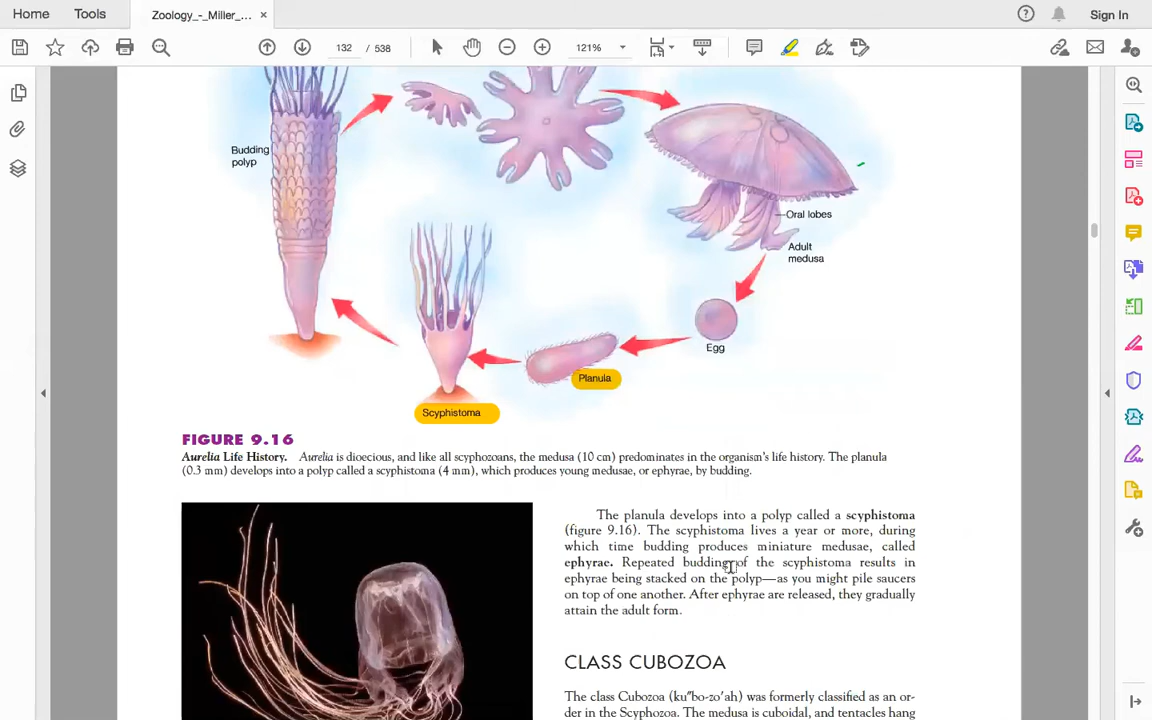 Home
Tools
Zoology_-_Miller_...
×
Sign In
132 / 538
121%
Budding
polyp
Oral lobes
Adult
medusa
Egg
Planula
Scyphistoma
FIGURE 9.16
Aurelia Life History. Aurelia is dioecious, and like all scyphozoans, the medusa (10 cm) predominates in the organism's life history. The planula
(0.3 mm) develops into a polyp called a scyphistoma (4 mm), which produces young medusae, or ephyrae, by budding.
The planula develops into a polyp called a scyphistoma
(figure 9.16). The scyphistoma lives a year or more, during
which time budding produces miniature medusae, called
ephyrae. Repeated budding of the scyphistoma results in
ephyrae being stacked on the polyp—as you might pile saucers
on top of one another. After ephyrae are released, they gradually
attain the adult form.
CLASS CUBOZOA
The class Cubozoa (ku″bo-zo′ah) was formerly classified as an or-
der in the Scyphozoa. The medusa is cuboidal, and tentacles hang